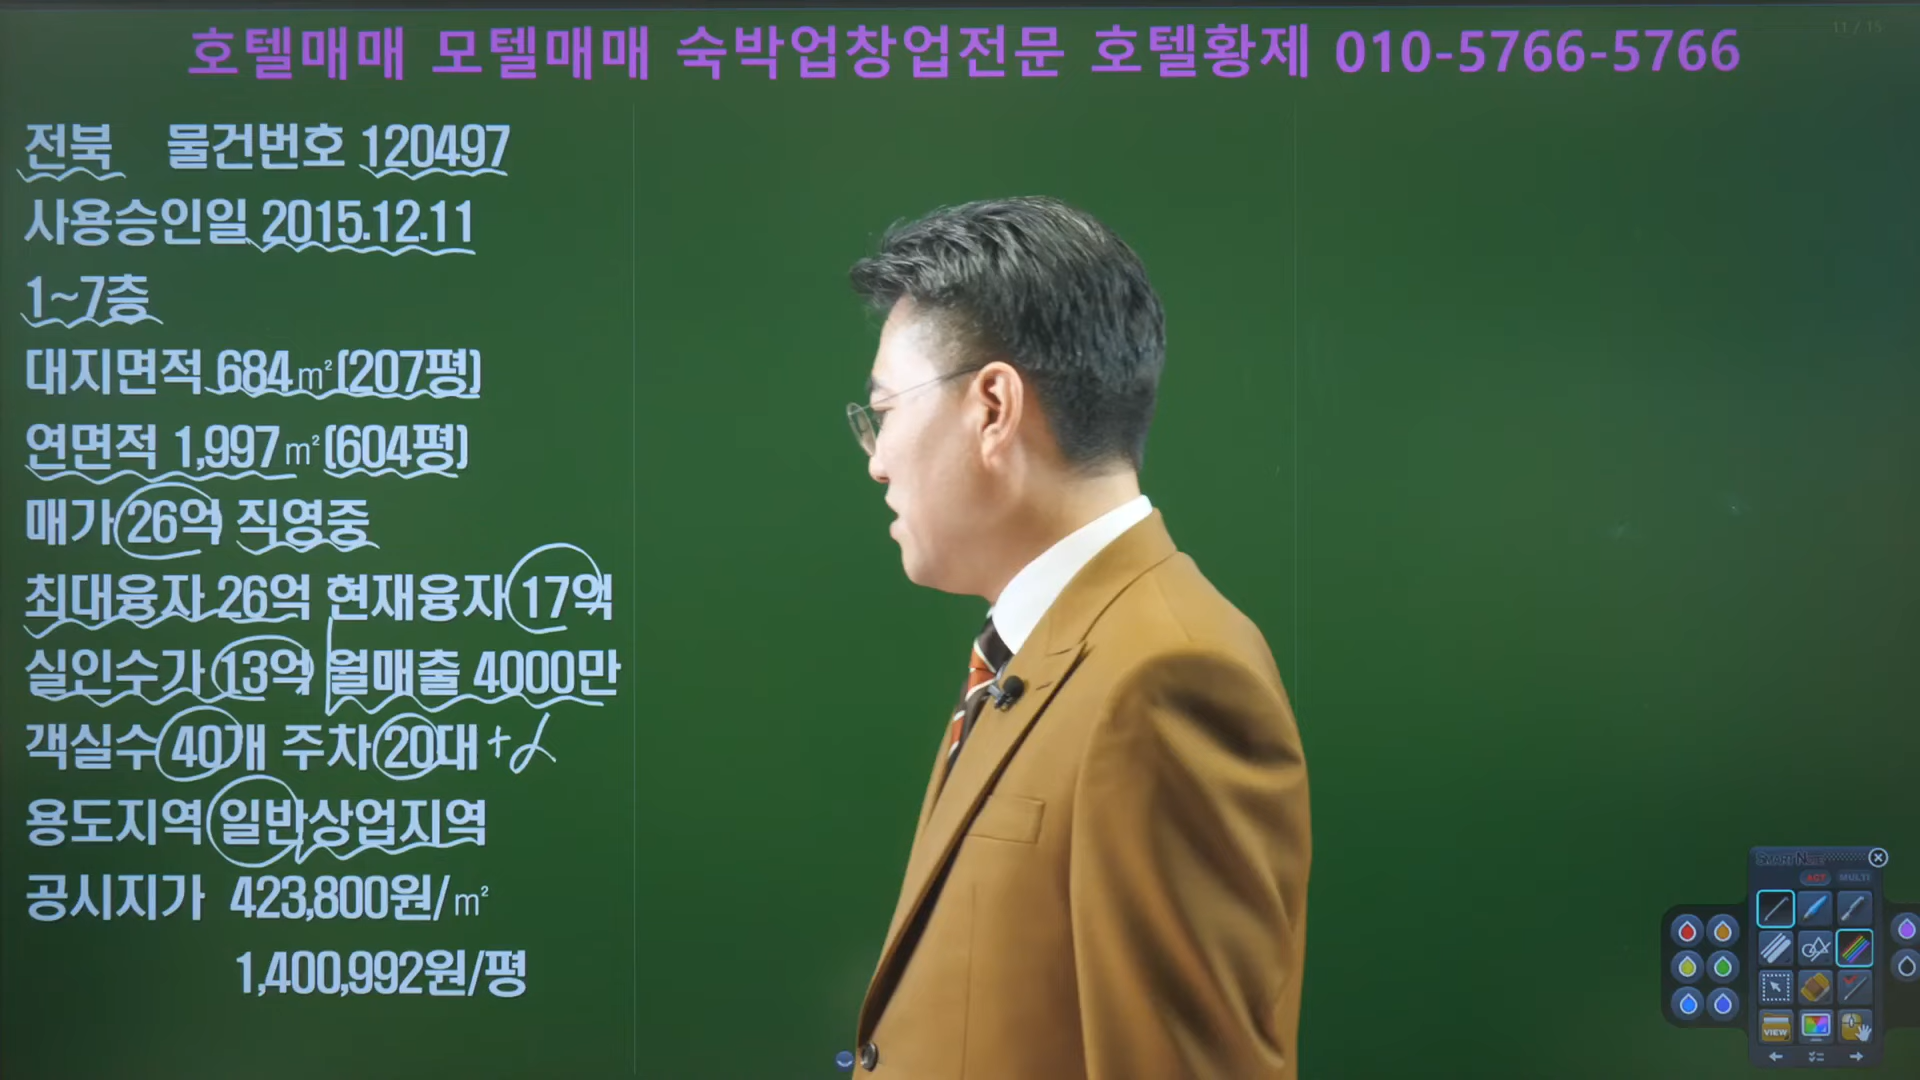 호텔매매 모텔매매 숙박업창업전문 호텔황제 010-5766-5766
11 / 15
전북 물건번호 120497
사용승인일 2015.12.11
1~7층
대지면적 684㎡(207평)
연면적 1,997㎡(604평)
매가 26억 직영중
최대융자 26억 현재융자 17억
실인수가 13억 월매출 4000만
객실수 40개 주차 20대 +α
용도지역 일반상업지역
공시지가 423,800원/㎡
1,400,992원/평
ACT MULTI
VIEW